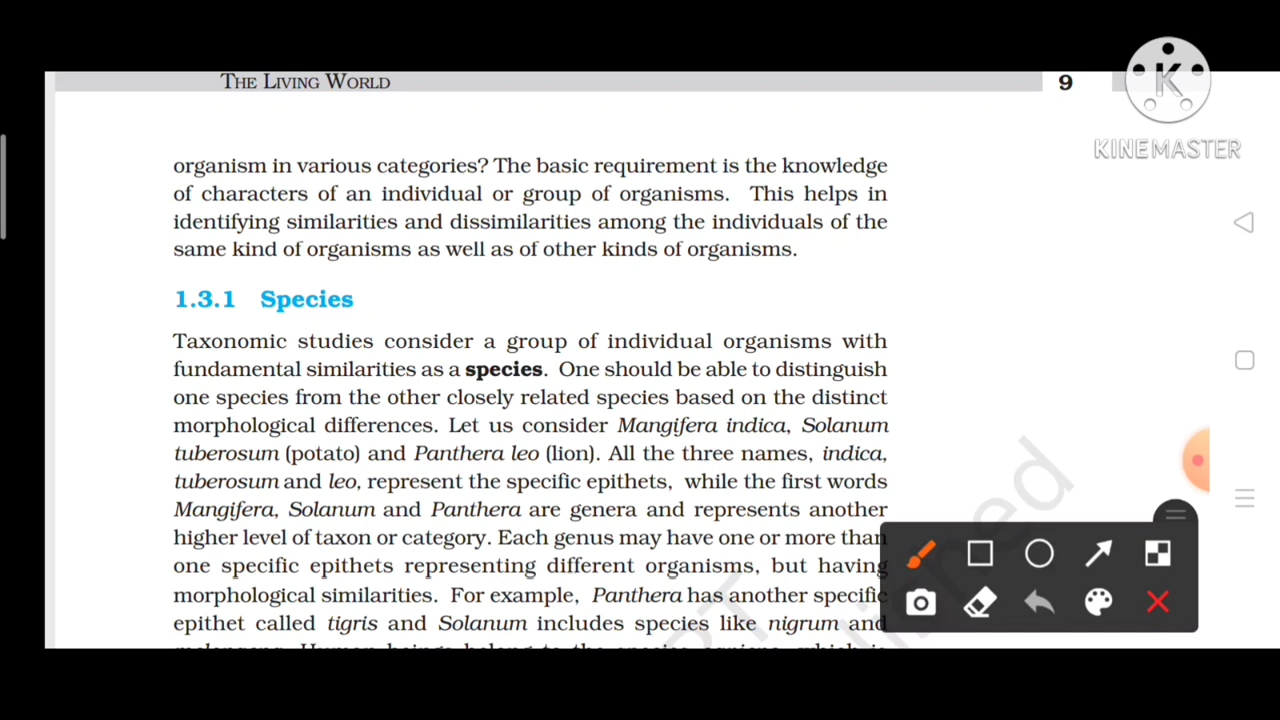 THE LIVING WORLD
9
K
KINEMASTER
organism in various categories? The basic requirement is the knowledge
of characters of an individual or group of organisms. This helps in
identifying similarities and dissimilarities among the individuals of the
same kind of organisms as well as of other kinds of organisms.
1.3.1 Species
Taxonomic studies consider a group of individual organisms with
fundamental similarities as a species. One should be able to distinguish
one species from the other closely related species based on the distinct
morphological differences. Let us consider Mangifera indica, Solanum
tuberosum (potato) and Panthera leo (lion). All the three names, indica,
tuberosum and leo, represent the specific epithets, while the first words
Mangifera, Solanum and Panthera are genera and represents another
higher level of taxon or category. Each genus may have one or more than
one specific epithets representing different organisms, but having
morphological similarities. For example, Panthera has another specific
epithet called tigris and Solanum includes species like nigrum and